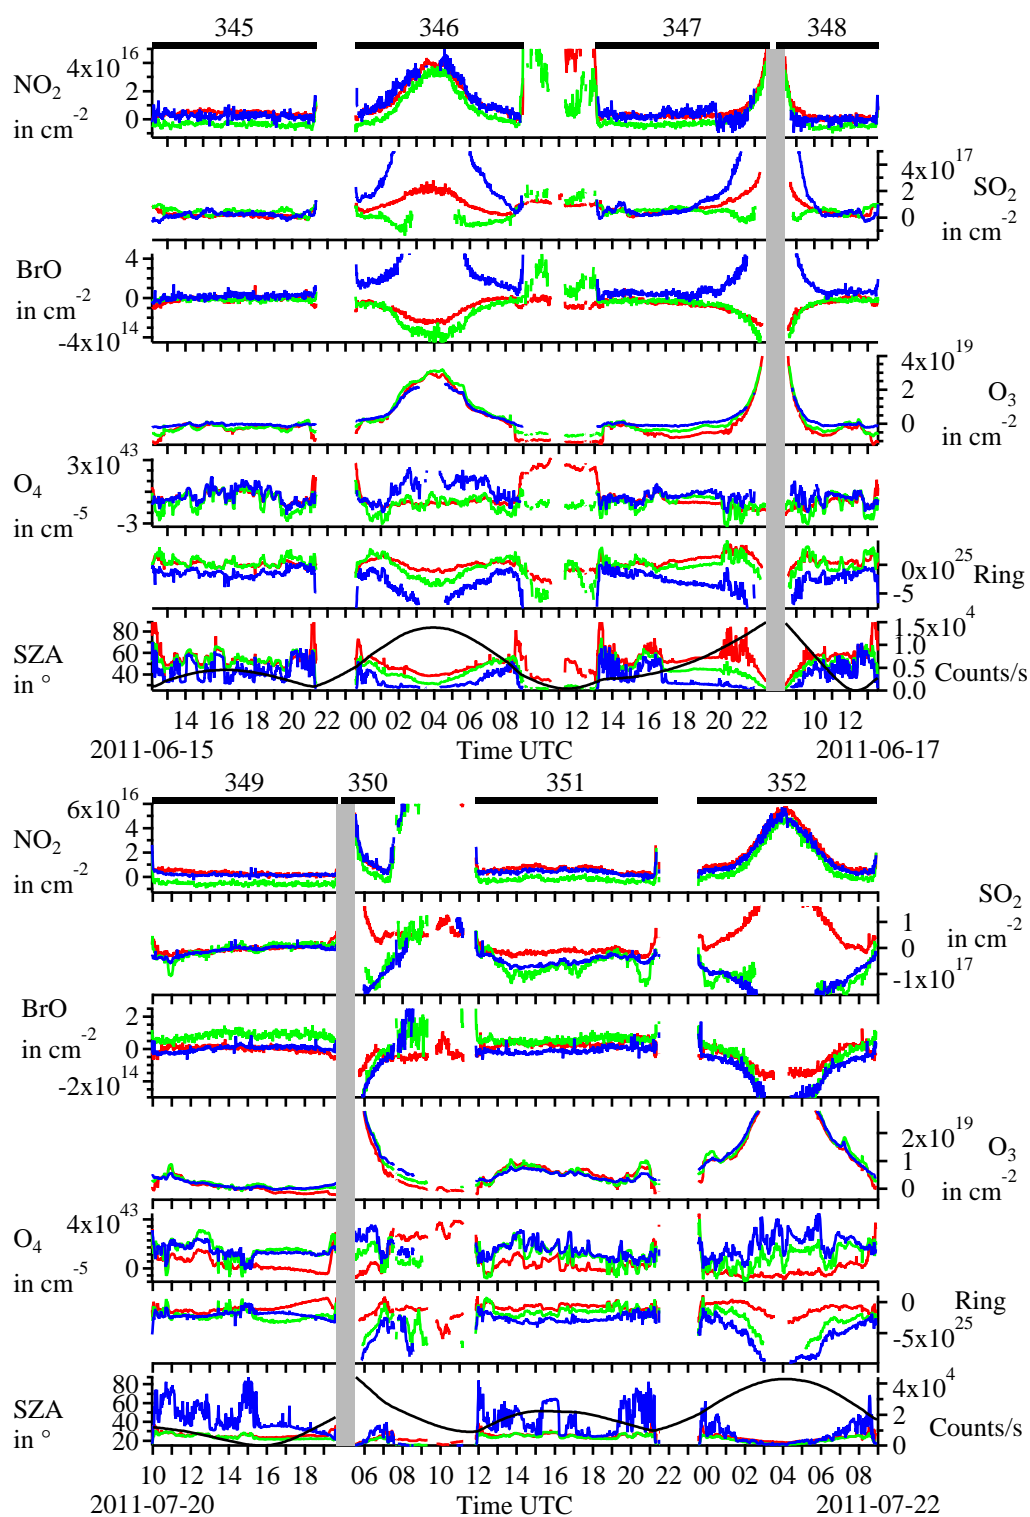 345 346 347 348
NO2 in cm-2 4x10^16 2 0
4x10^17 2 0 SO2 in cm-2
BrO in cm-2 4 0 -4x10^14
4x10^19 2 0 O3 in cm-2
O4 in cm-5 3x10^43 -3
0x10^25 -5 Ring
SZA in ° 80 60 40
1.5x10^4 1.0 0.5 0.0 Counts/s
14 16 18 20 22 00 02 04 06 08 10 12 14 16 18 20 22 10 12
2011-06-15 Time UTC 2011-06-17
349 350 351 352
NO2 in cm-2 6x10^16 4 2 0
SO2 in cm-2 1 0 -1x10^17
BrO in cm-2 2 0 -2x10^14
2x10^19 1 0 O3 in cm-2
O4 in cm-5 4x10^43 0
0 -5x10^25 Ring
SZA in ° 80 60 40 20
4x10^4 2 0 Counts/s
10 12 14 16 18 06 08 10 12 14 16 18 20 22 00 02 04 06 08
2011-07-20 Time UTC 2011-07-22